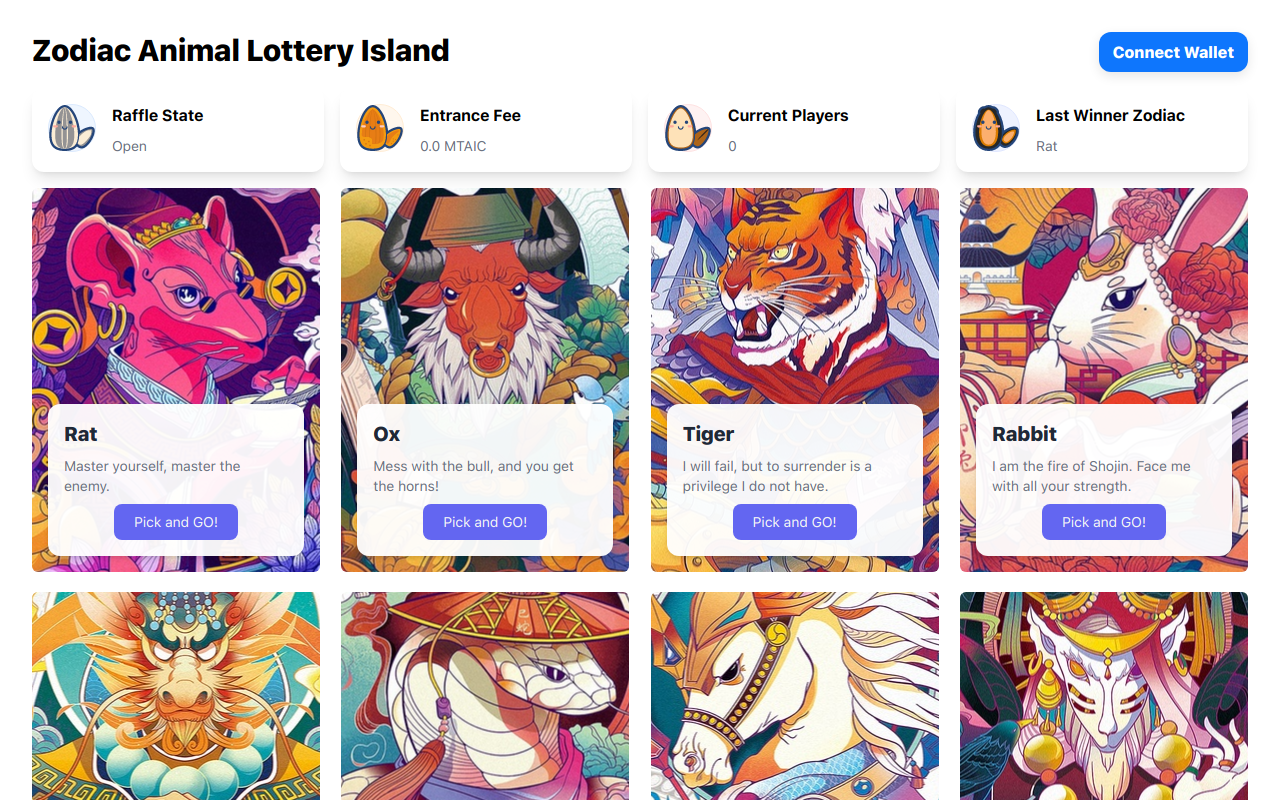 Zodiac Animal Lottery Island
Connect Wallet
Raffle State
Open
Entrance Fee
0.0 MTAIC
Current Players
0
Last Winner Zodiac
Rat
Rat
Master yourself, master the
enemy.
Pick and GO!
Ox
Mess with the bull, and you get
the horns!
Pick and GO!
Tiger
I will fail, but to surrender is a
privilege I do not have.
Pick and GO!
Rabbit
I am the fire of Shojin. Face me
with all your strength.
Pick and GO!